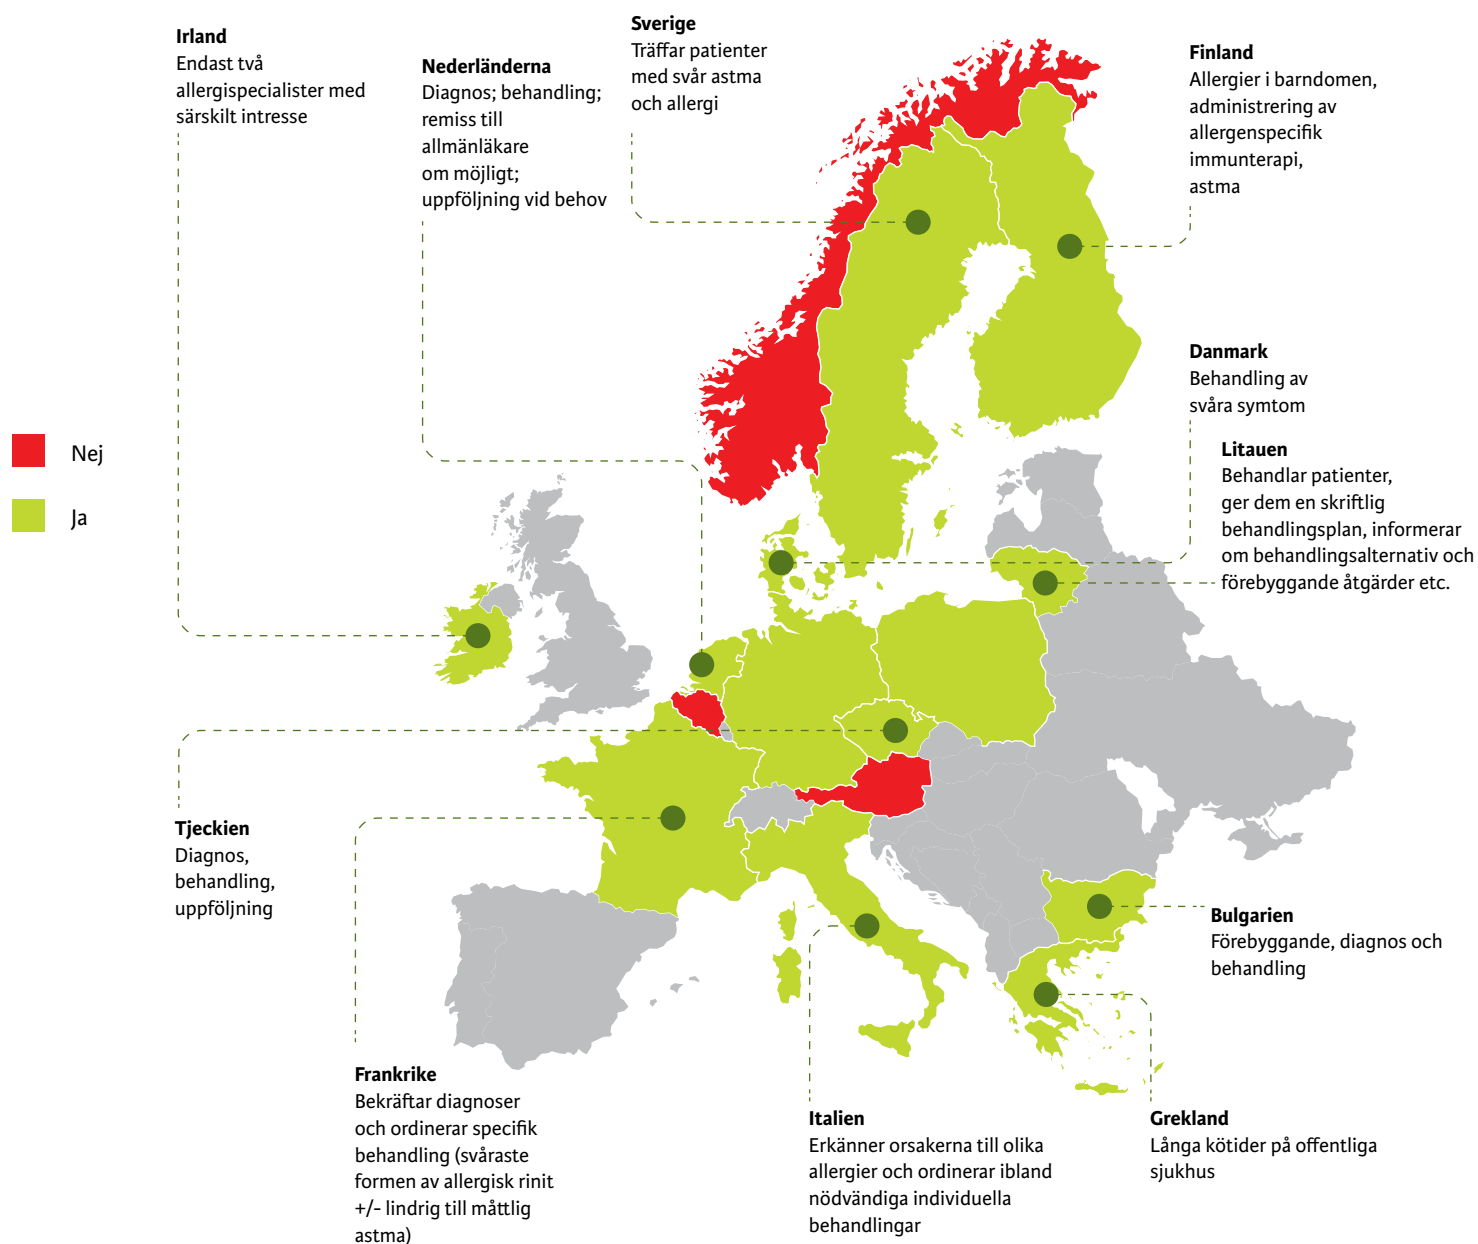 Irland
Endast två
allergispecialister med
särskilt intresse
Nederländerna
Diagnos; behandling;
remiss till
allmänläkare
om möjligt;
uppföljning vid behov
Sverige
Träffar patienter
med svår astma
och allergi
Finland
Allergier i barndomen,
administrering av
allergenspecifik
immunterapi,
astma
Danmark
Behandling av
svåra symtom
Litauen
Behandlar patienter,
ger dem en skriftlig
behandlingsplan, informerar
om behandlingsalternativ och
förebyggande åtgärder etc.
Nej
Ja
Tjeckien
Diagnos,
behandling,
uppföljning
Bulgarien
Förebyggande, diagnos och
behandling
Frankrike
Bekräftar diagnoser
och ordinerar specifik
behandling (svåraste
formen av allergisk rinit
+/- lindrig till måttlig
astma)
Italien
Erkänner orsakerna till olika
allergier och ordinerar ibland
nödvändiga individuella
behandlingar
Grekland
Långa kötider på offentliga
sjukhus